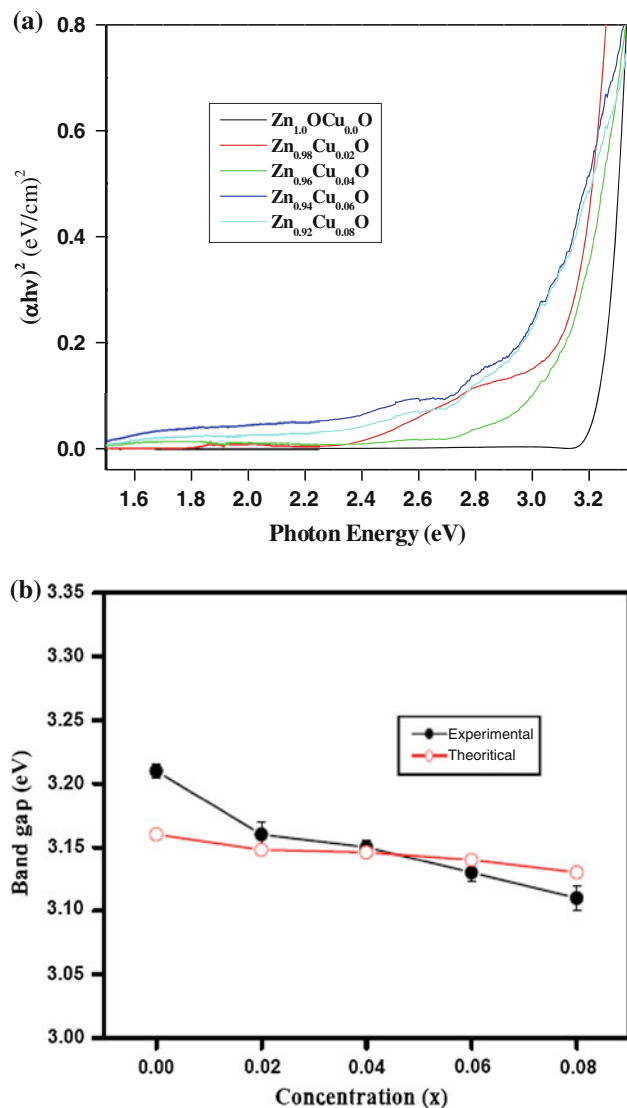 (a)
0.8
0.6
0.4
0.2
0.0
(αhν)² (eV/cm)²
Zn₁.₀OCu₀.₀O
Zn₀.₉₈Cu₀.₀₂O
Zn₀.₉₆Cu₀.₀₄O
Zn₀.₉₄Cu₀.₀₆O
Zn₀.₉₂Cu₀.₀₈O
1.6 1.8 2.0 2.2 2.4 2.6 2.8 3.0 3.2
Photon Energy (eV)
(b)
3.35
3.30
3.25
3.20
3.15
3.10
3.05
3.00
Band gap (eV)
Experimental
Theoritical
0.00 0.02 0.04 0.06 0.08
Concentration (x)